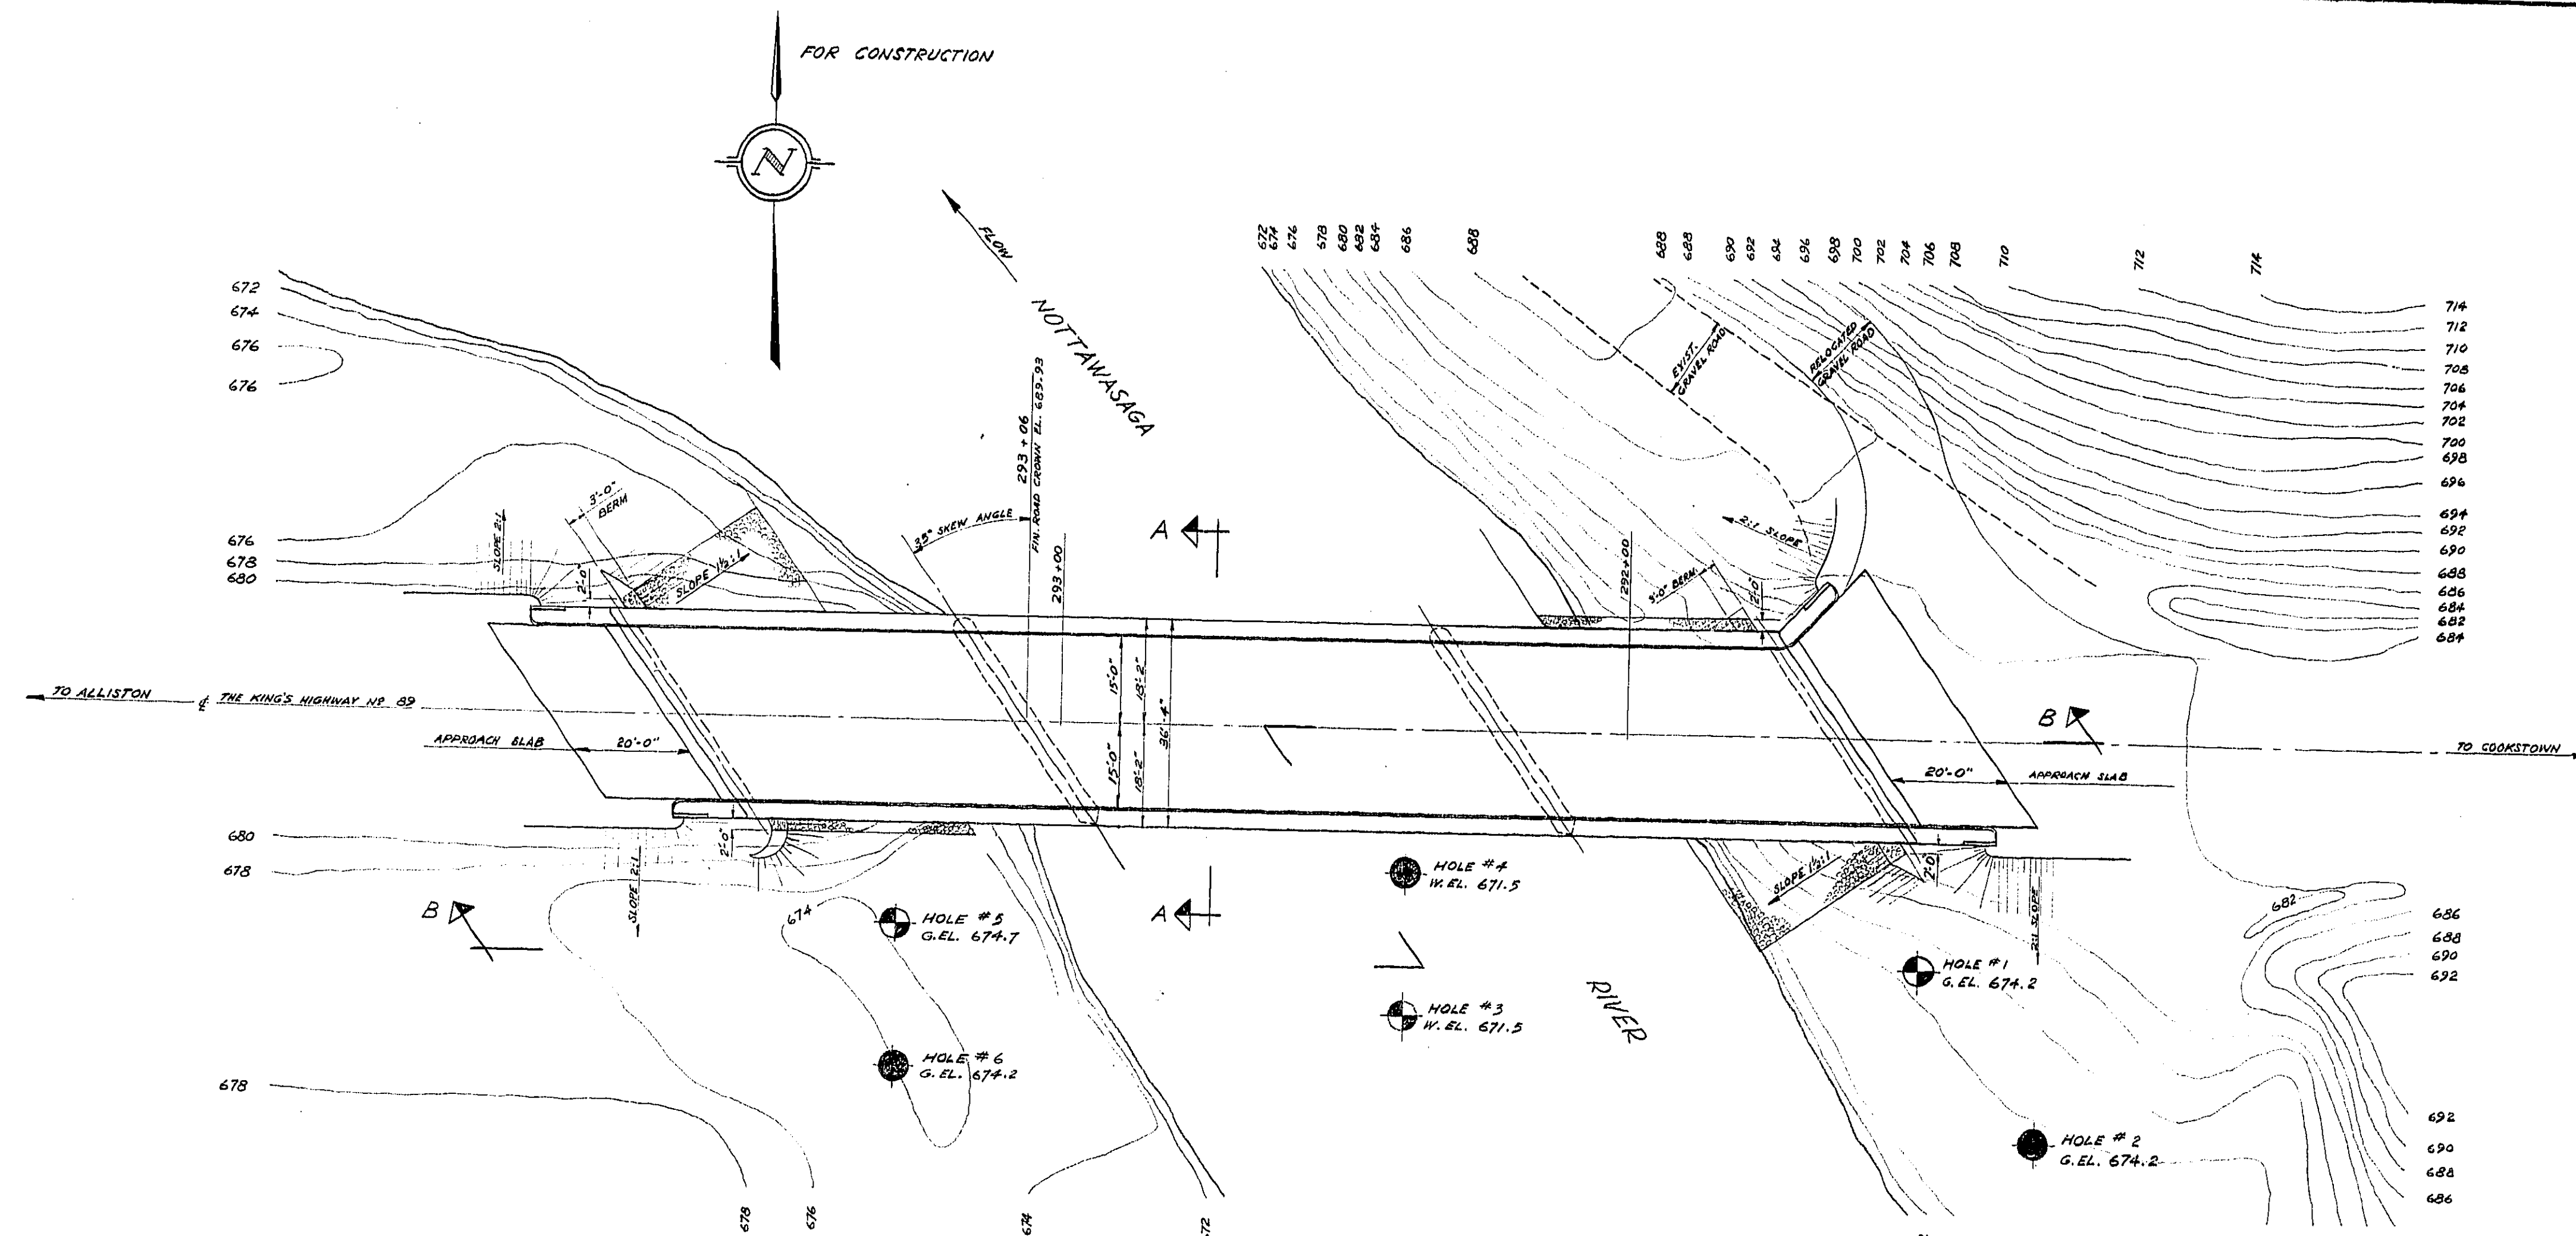 FOR CONSTRUCTION
N
FLOW
NOTTAWASAGA
RIVER
672
674
676
676
676
678
680
680
678
678
678
676
674
672
674
672
674
676
678
680
682
684
686
688
688
688
690
692
694
696
698
700
702
704
706
708
710
712
714
714
712
710
708
706
704
702
700
698
696
694
692
690
688
686
684
682
684
EXIST.
GRAVEL ROAD
RELOCATED
GRAVEL ROAD
293+06
FIN. ROAD CROWN EL. 689.93
293+00
292+00
35° SKEW ANGLE
3'-0"
BERM
SLOPE 2:1
2'-0"
SLOPE 1½:1
A
2:1 SLOPE
3'-0" BERM
2'-0"
15'-0"
18'-2"
36'-4"
15'-0"
18'-2"
TO ALLISTON
℄ THE KING'S HIGHWAY Nº 89
APPROACH SLAB
20'-0"
B
TO COOKSTOWN
20'-0"
APPROACH SLAB
2'-0"
SLOPE 2:1
B
A
SLOPE 1½:1
2'-0"
2:1 SLOPE
HOLE #4
W.EL. 671.5
HOLE #5
G.EL. 674.7
HOLE #1
G.EL. 674.2
HOLE #3
W.EL. 671.5
HOLE #6
G.EL. 674.2
HOLE #2
G.EL. 674.2
682
686
688
690
692
692
690
688
686